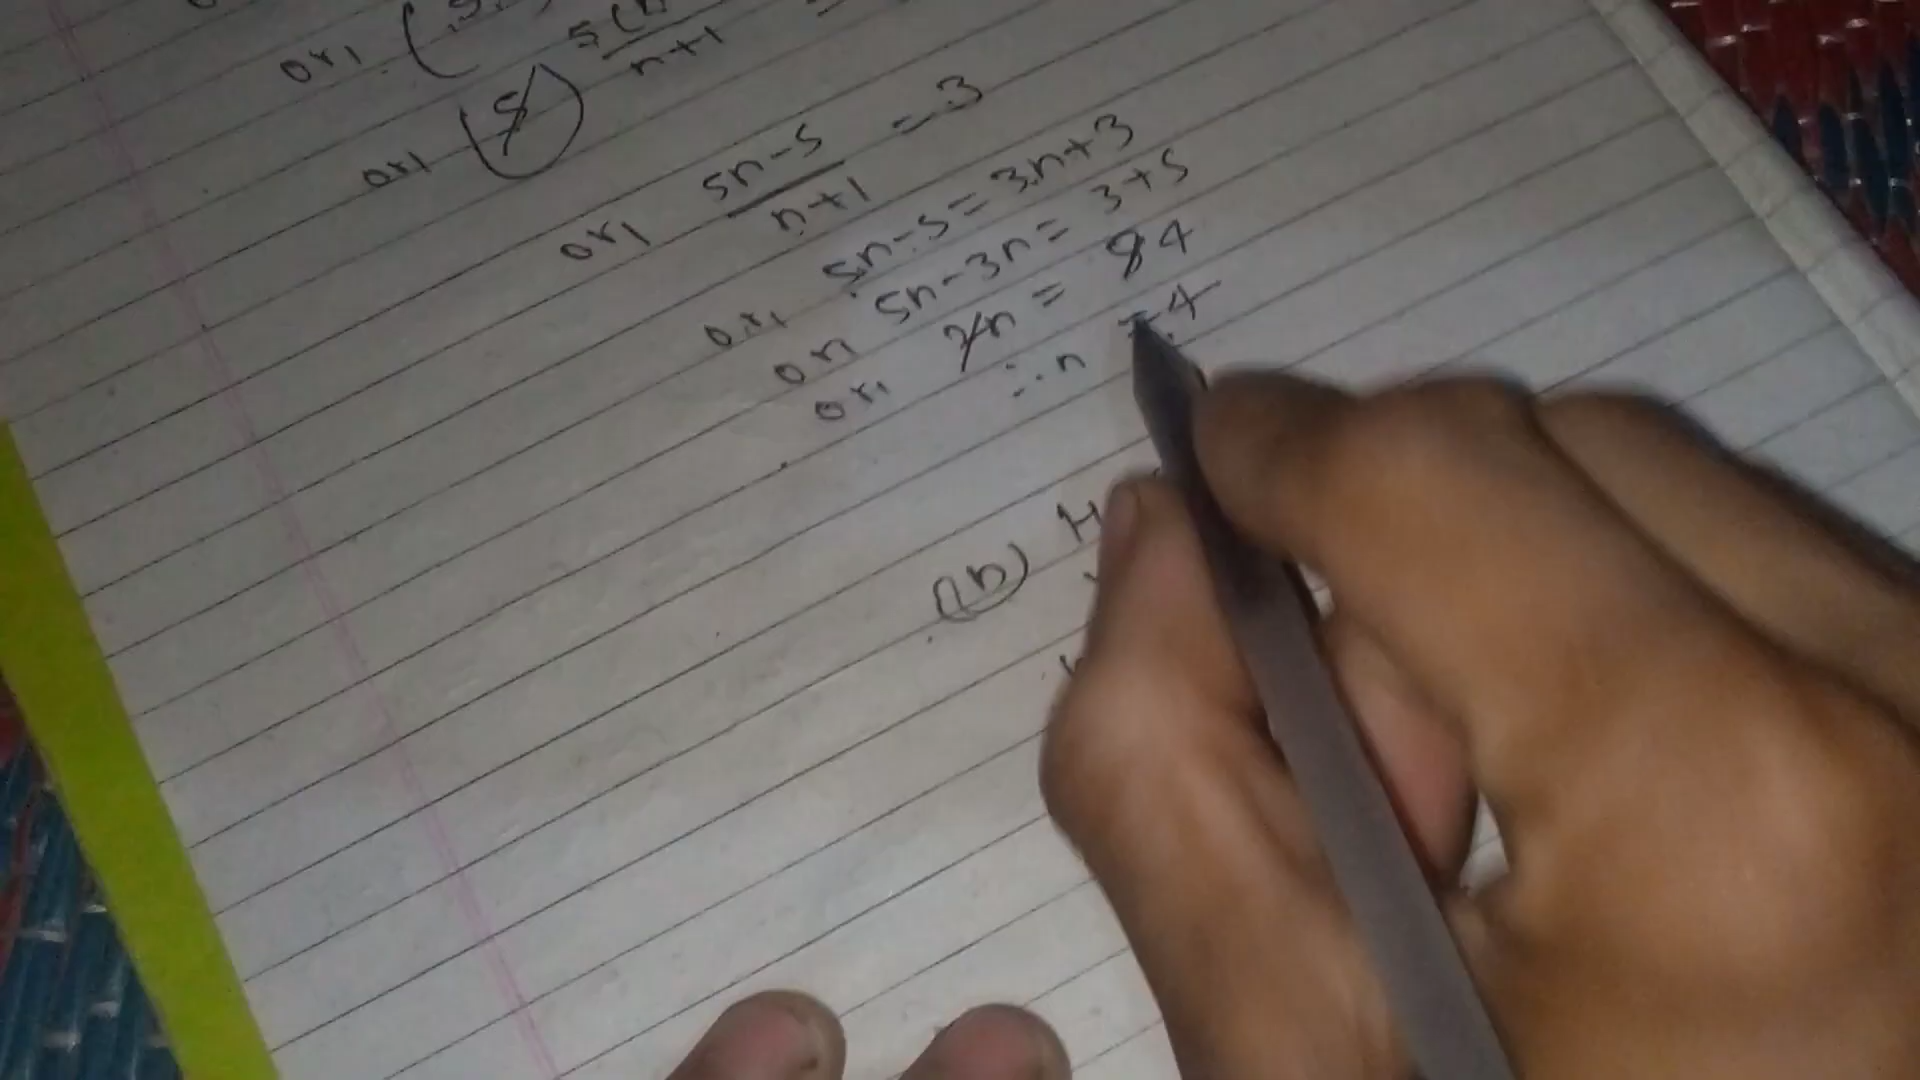 or,
or, 5(n
n+1
or, 5n-5/n+1 = 3
or, 5n-5=3n+3
or 5n-3n=3+5
or, 2n = 8 4
∴ n = 4
(b) H